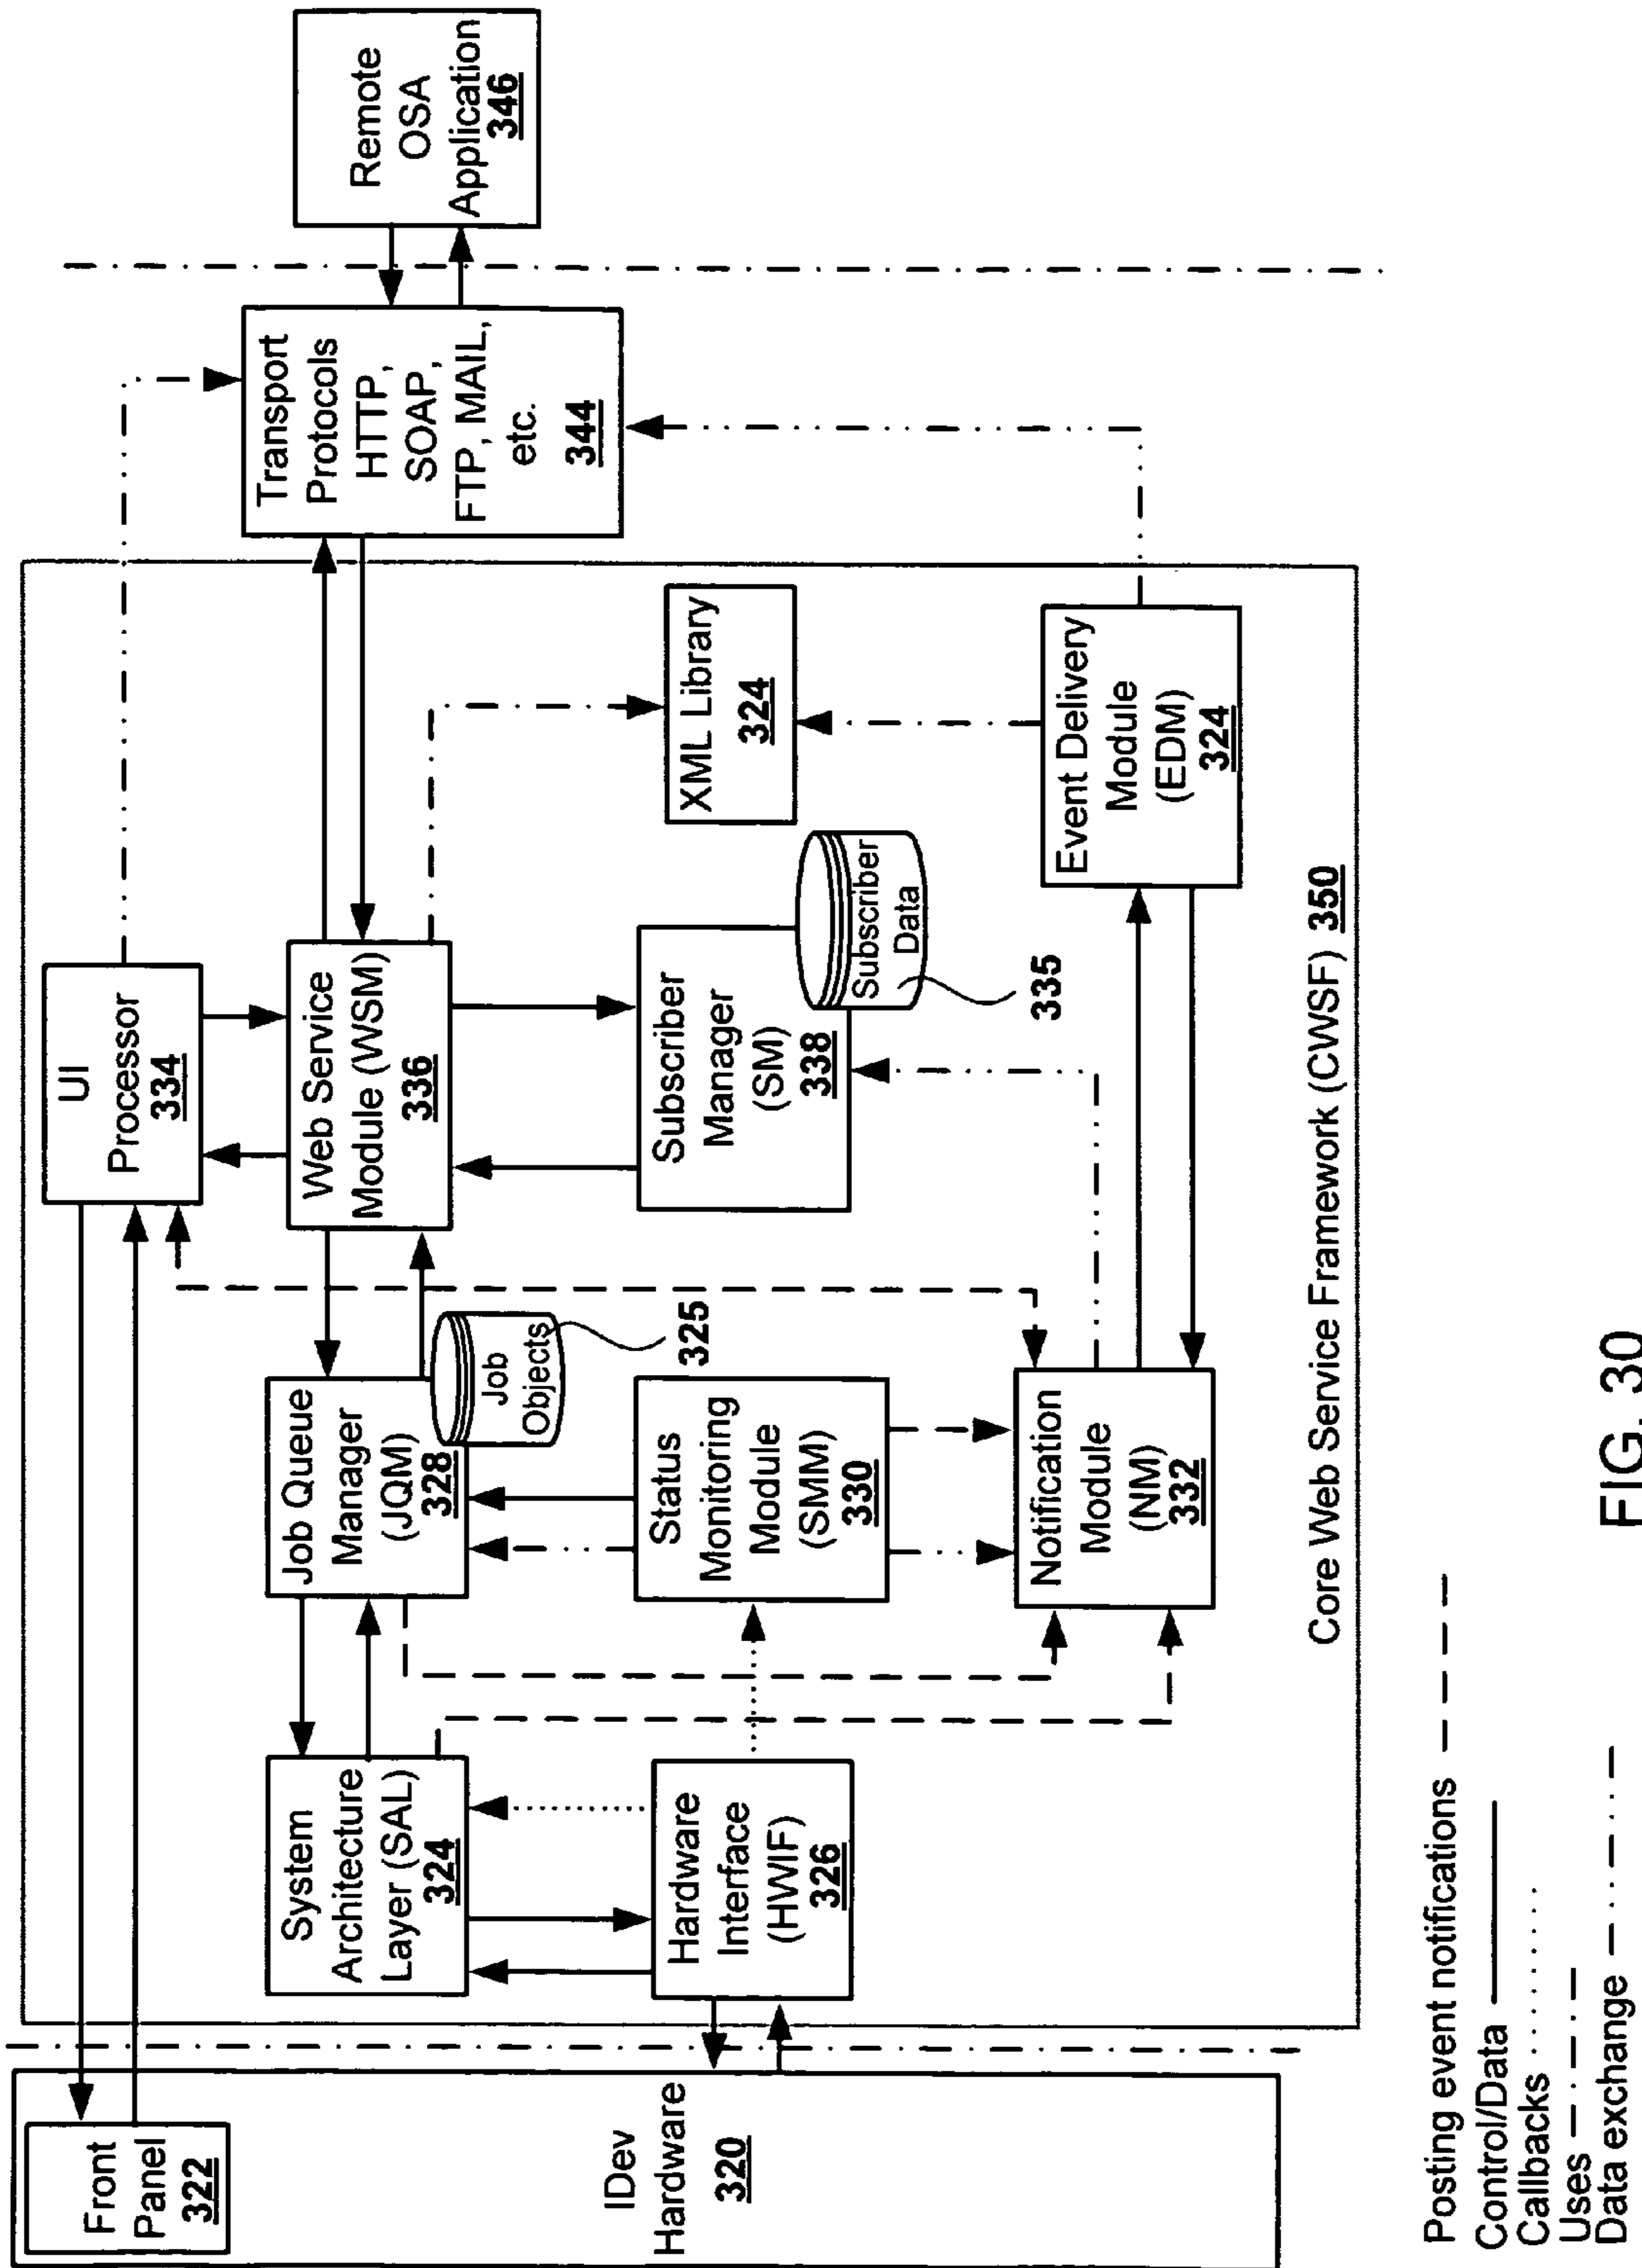 Front
Panel
322
IDev
Hardware
320
UI
Processor
334
System
Architecture
Layer (SAL)
324
Job Queue
Manager
(JQM)
328
Job
Objects
325
Web Service
Module (WSM)
336
Transport
Protocols
HTTP,
SOAP,
FTP, MAIL,
etc.
344
Remote
OSA
Application
346
Hardware
Interface
(HWIF)
326
Status
Monitoring
Module
(SMM)
330
Subscriber
Manager
(SM)
338
Subscriber
Data
335
XML Library
324
Notification
Module
(NM)
332
Event Delivery
Module
(EDM)
324
Core Web Service Framework (CWSF) 350
Posting event notifications
Control/Data
Callbacks
Uses
Data exchange
FIG. 30